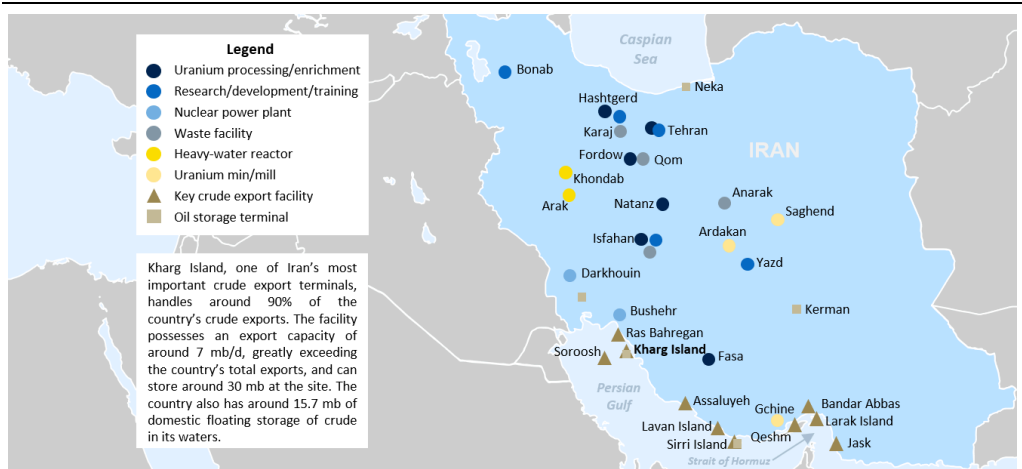 Legend
Uranium processing/enrichment
Research/development/training
Nuclear power plant
Waste facility
Heavy-water reactor
Uranium min/mill
Key crude export facility
Oil storage terminal
Kharg Island, one of Iran's most
important crude export terminals,
handles around 90% of the
country's crude exports. The facility
possesses an export capacity of
around 7 mb/d, greatly exceeding
the country's total exports, and can
store around 30 mb at the site. The
country also has around 15.7 mb of
domestic floating storage of crude
in its waters.
Caspian
Sea
Bonab
Neka
Hashtgerd
Karaj
Tehran
IRAN
Fordow
Qom
Khondab
Arak
Natanz
Anarak
Saghend
Isfahan
Ardakan
Yazd
Darkhouin
Kerman
Bushehr
Ras Bahregan
Soroosh
Kharg Island
Fasa
Persian
Gulf
Assaluyeh
Gchine
Bandar Abbas
Lavan Island
Larak Island
Sirri Island
Qeshm
Jask
Strait of Hormuz